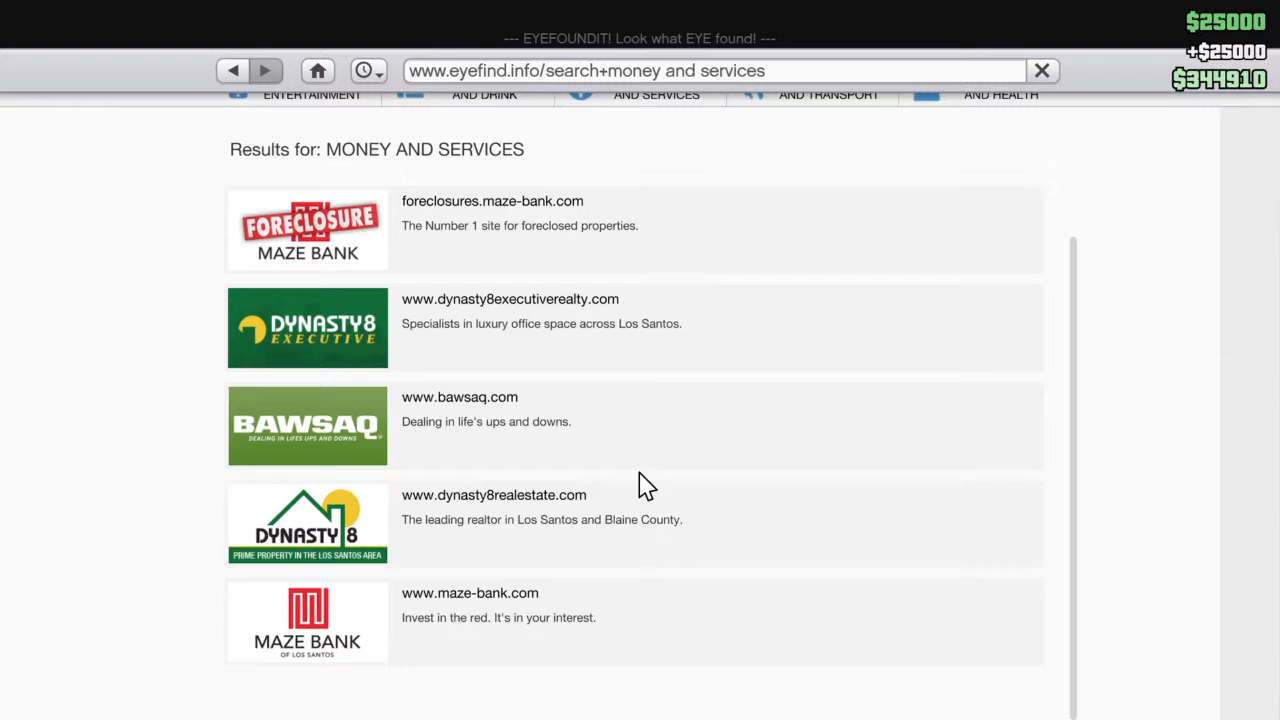 $25000
--- EYEFOUNDIT! Look what EYE found! ---
+$25000
www.eyefind.info/search+money and services
$344910
ENTERTAINMENT
AND DRINK
AND SERVICES
AND TRANSPORT
AND HEALTH
Results for: MONEY AND SERVICES
FORECLOSURE
MAZE BANK
foreclosures.maze-bank.com
The Number 1 site for foreclosed properties.
DYNASTY8
EXECUTIVE
www.dynasty8executiverealty.com
Specialists in luxury office space across Los Santos.
BAWSAQ
DEALING IN LIFES UPS AND DOWNS
www.bawsaq.com
Dealing in life's ups and downs.
DYNASTY 8
PRIME PROPERTY IN THE LOS SANTOS AREA
www.dynasty8realestate.com
The leading realtor in Los Santos and Blaine County.
MAZE BANK
OF LOS SANTOS
www.maze-bank.com
Invest in the red. It's in your interest.